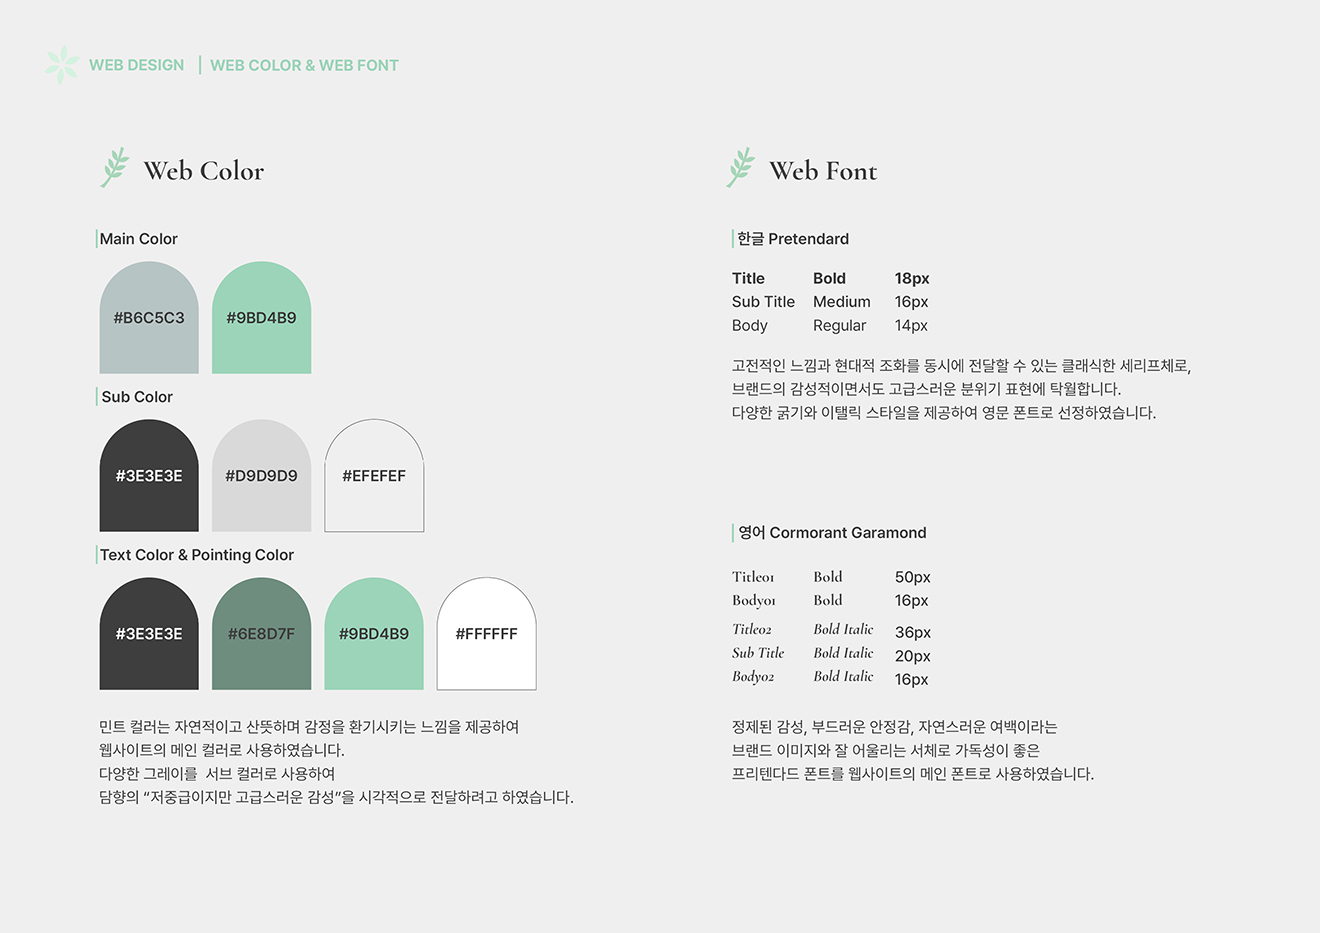 WEB DESIGN | WEB COLOR & WEB FONT
Web Color
Main Color
#B6C5C3 #9BD4B9
Sub Color
#3E3E3E #D9D9D9 #EFEFEF
Text Color & Pointing Color
#3E3E3E #6E8D7F #9BD4B9 #FFFFFF
민트 컬러는 자연적이고 산뜻하며 감정을 환기시키는 느낌을 제공하여
웹사이트의 메인 컬러로 사용하였습니다.
다양한 그레이를 서브 컬러로 사용하여
담향의 “저중급이지만 고급스러운 감성”을 시각적으로 전달하려고 하였습니다.
Web Font
한글 Pretendard
Title Bold 18px
Sub Title Medium 16px
Body Regular 14px
고전적인 느낌과 현대적 조화를 동시에 전달할 수 있는 클래식한 세리프체로,
브랜드의 감성적이면서도 고급스러운 분위기 표현에 탁월합니다.
다양한 굵기와 이탤릭 스타일을 제공하여 영문 폰트로 선정하였습니다.
영어 Cormorant Garamond
Title01 Bold 50px
Body01 Bold 16px
Title02 Bold Italic 36px
Sub Title Bold Italic 20px
Body02 Bold Italic 16px
정제된 감성, 부드러운 안정감, 자연스러운 여백이라는
브랜드 이미지와 잘 어울리는 서체로 가독성이 좋은
프리텐다드 폰트를 웹사이트의 메인 폰트로 사용하였습니다.